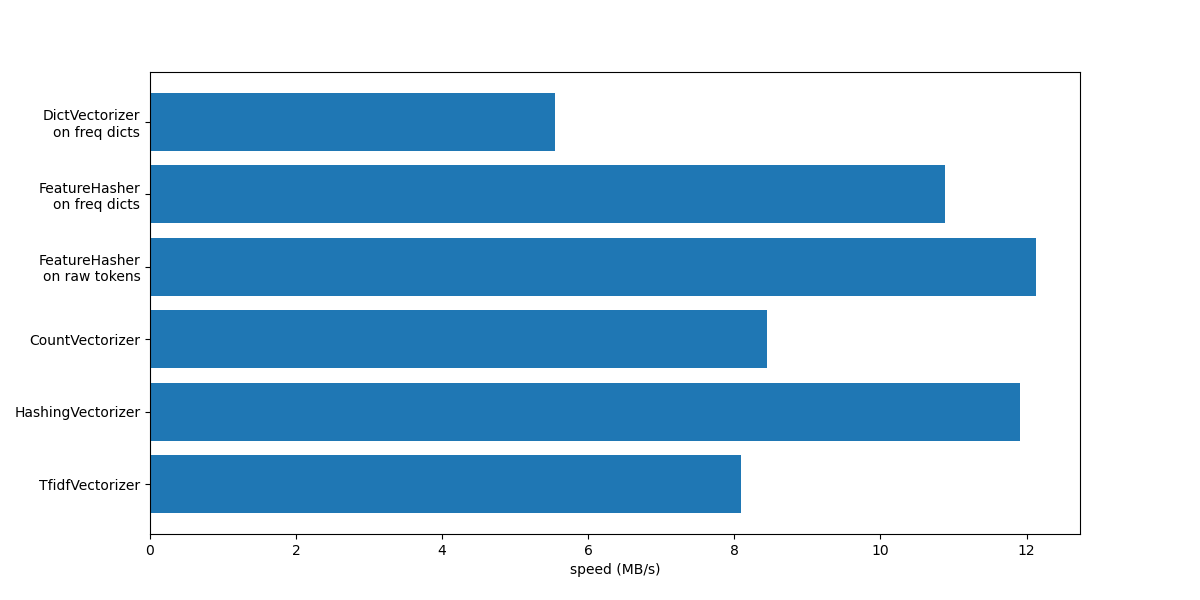 DictVectorizer
on freq dicts
FeatureHasher
on freq dicts
FeatureHasher
on raw tokens
CountVectorizer
HashingVectorizer
TfidfVectorizer
0 2 4 6 8 10 12
speed (MB/s)